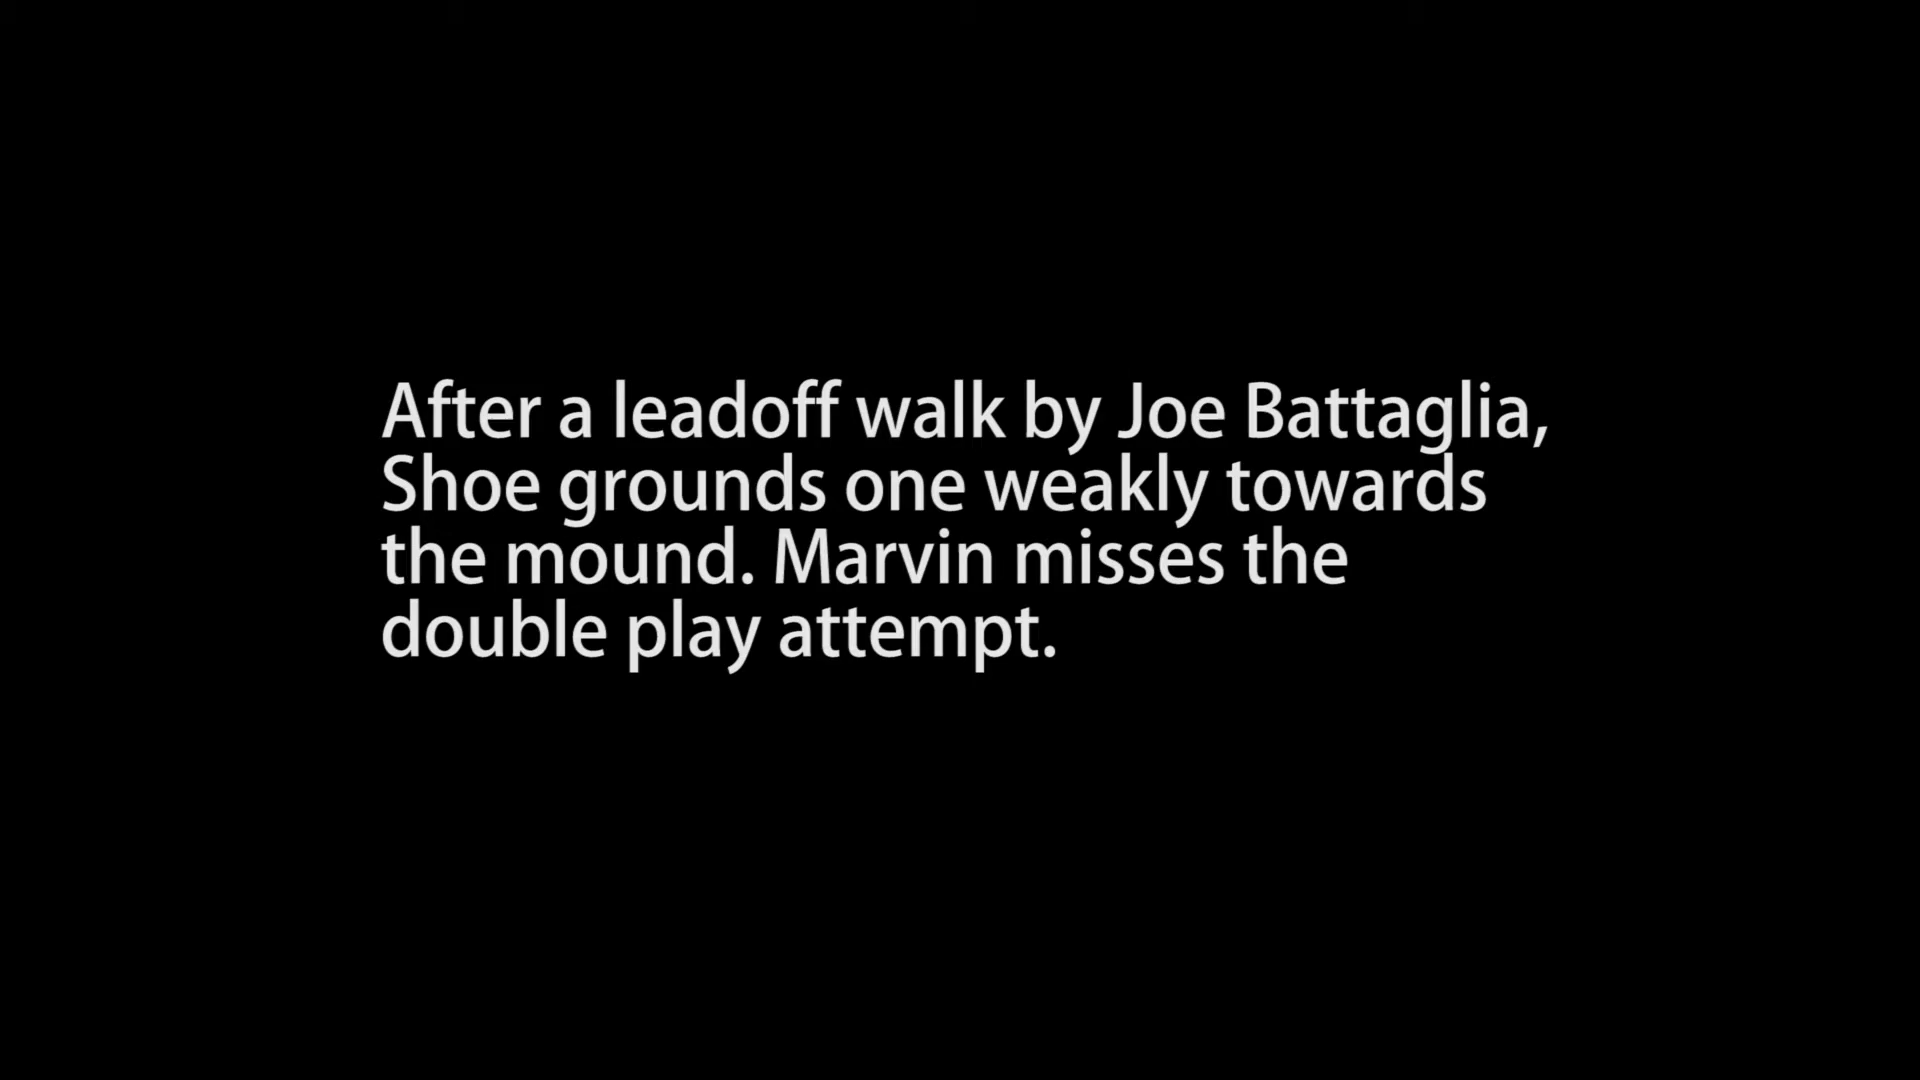 After a leadoff walk by Joe Battaglia,
Shoe grounds one weakly towards
the mound. Marvin misses the
double play attempt.